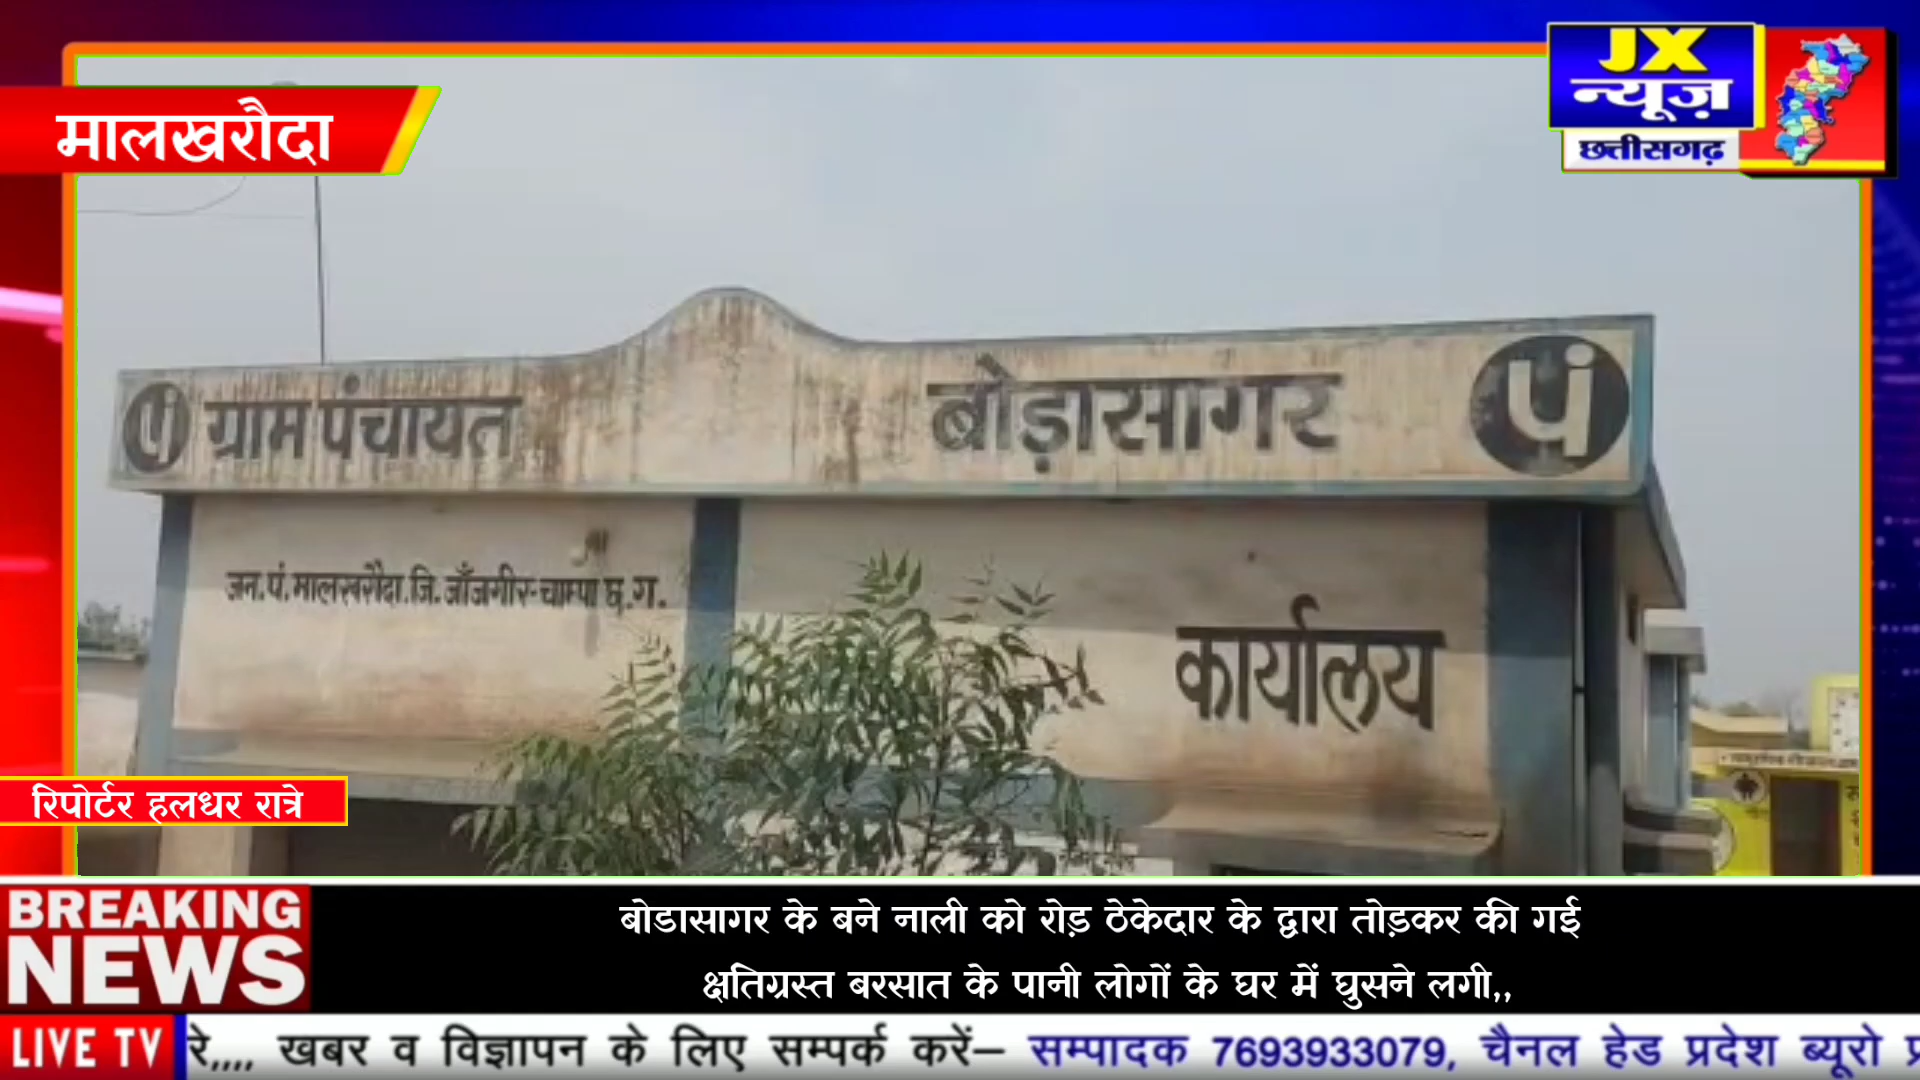 JX
न्यूज़
छत्तीसगढ़
मालखरौदा
ग्राम पंचायत
बोड़ासागर
पं
जन.पं.मालखरौदा.जि.जाँजगीर-चाम्पा छ.ग.
कार्यालय
रिपोर्टर हलधर रात्रे
BREAKING
NEWS
बोडासागर के बने नाली को रोड़ ठेकेदार के द्वारा तोड़कर की गई
क्षतिग्रस्त बरसात के पानी लोगों के घर में घुसने लगी,,
LIVE TV
रे,,,, खबर व विज्ञापन के लिए सम्पर्क करें– सम्पादक 7693933079, चैनल हेड प्रदेश ब्यूरो प्र